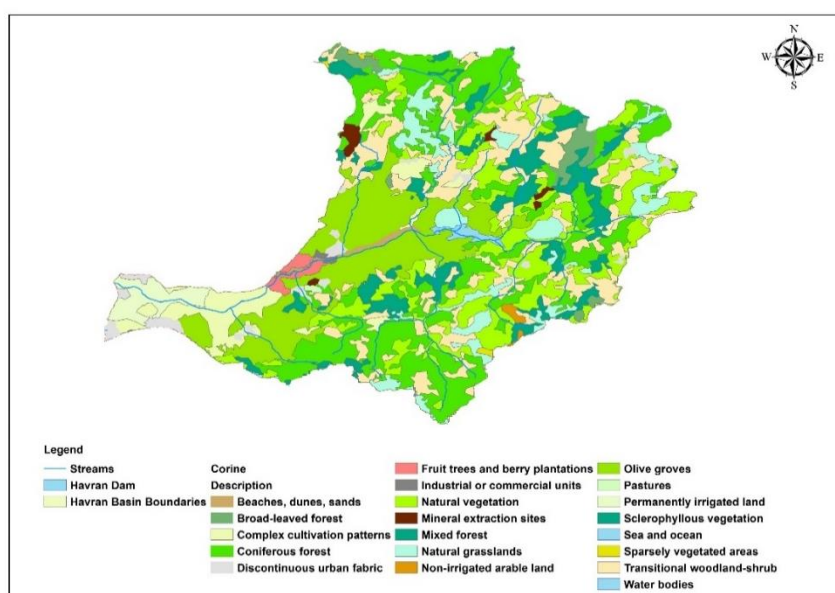 N
W E
S
Legend
Streams
Havran Dam
Havran Basin Boundaries
Corine
Description
Beaches, dunes, sands
Broad-leaved forest
Complex cultivation patterns
Coniferous forest
Discontinuous urban fabric
Fruit trees and berry plantations
Industrial or commercial units
Natural vegetation
Mineral extraction sites
Mixed forest
Natural grasslands
Non-irrigated arable land
Olive groves
Pastures
Permanently irrigated land
Sclerophyllous vegetation
Sea and ocean
Sparsely vegetated areas
Transitional woodland-shrub
Water bodies